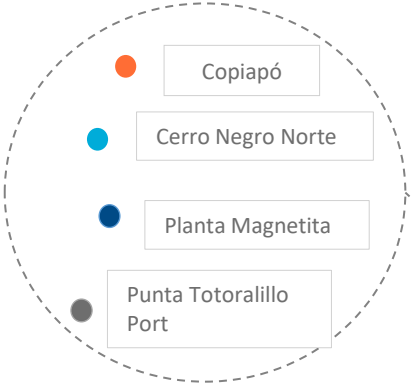 Copiapó
Cerro Negro Norte
Planta Magnetita
Punta Totoralillo
Port